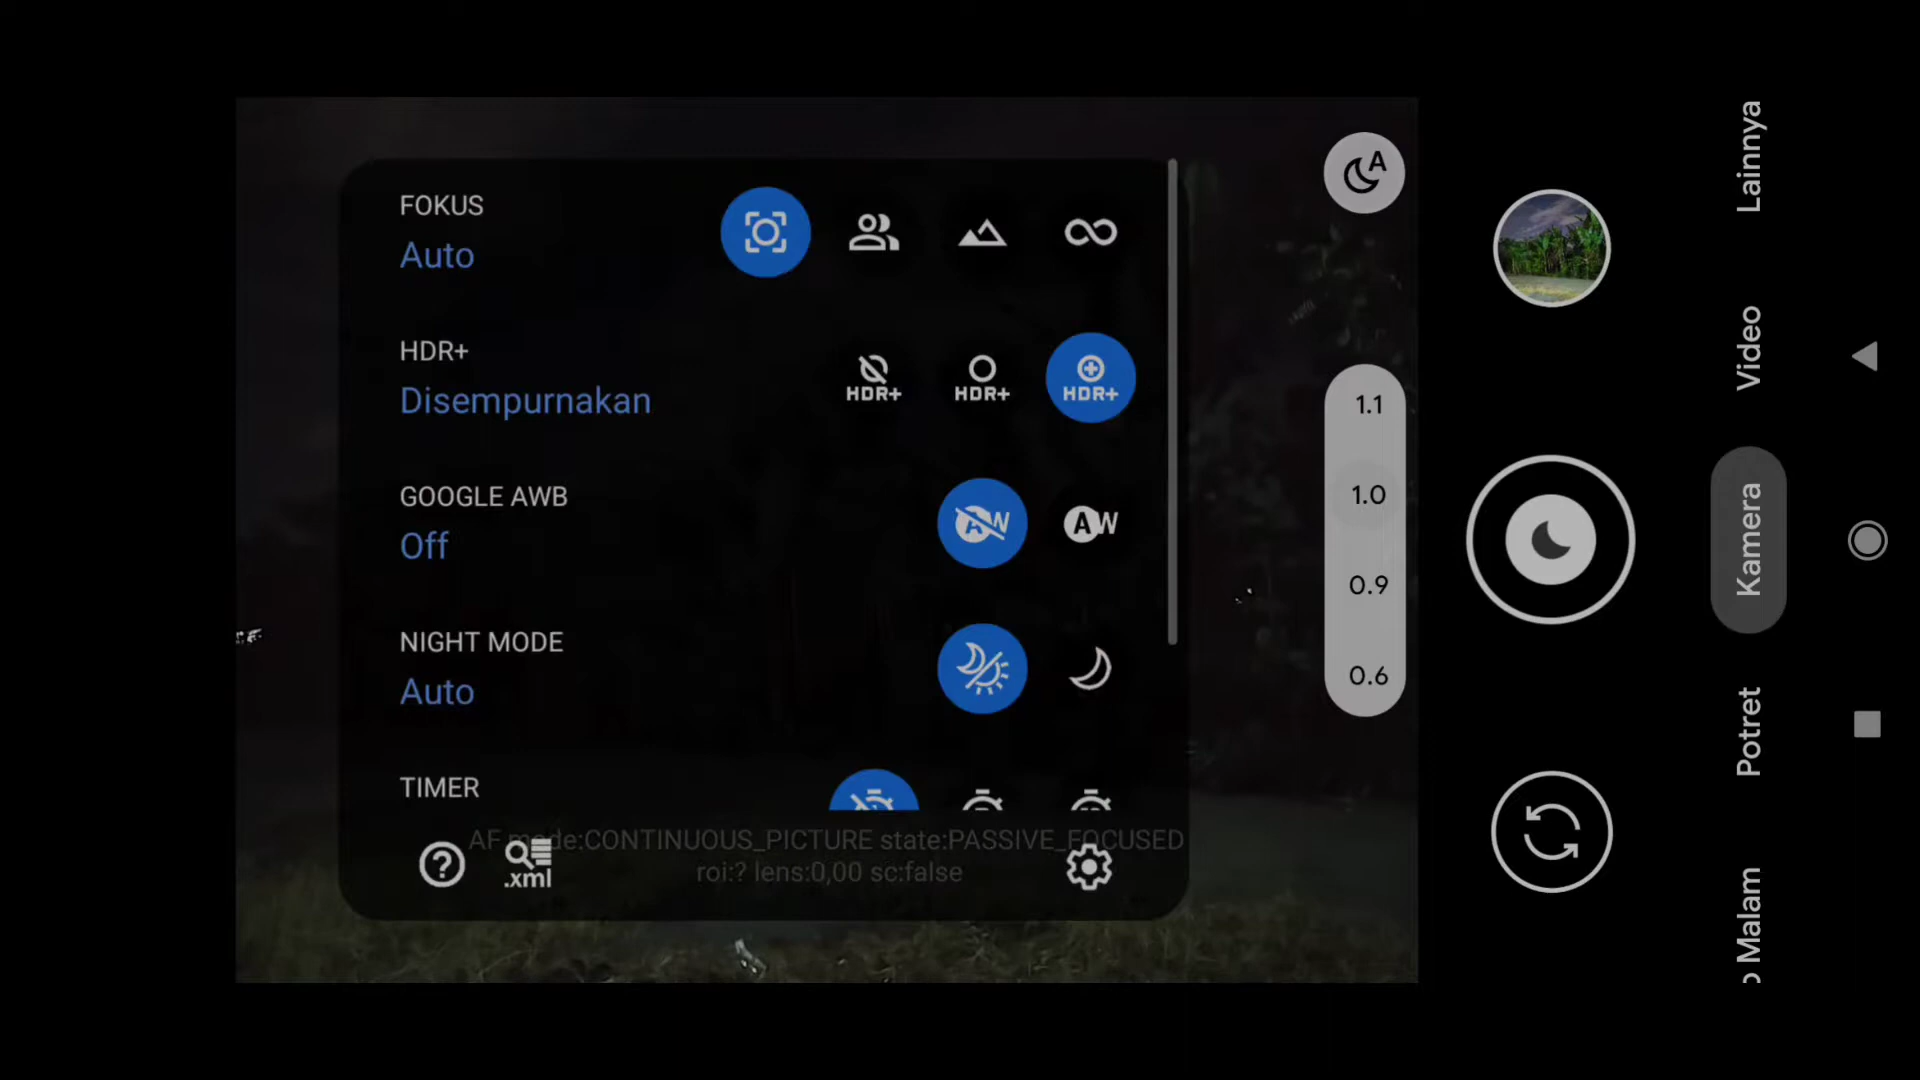 FOKUS
Auto
HDR+
Disempurnakan
HDR+
HDR+
HDR+
GOOGLE AWB
Off
AW
AW
NIGHT MODE
Auto
TIMER
AF mode:CONTINUOUS_PICTURE state:PASSIVE_FOCUSED
roi:? lens:0,00 sc:false
?
.xml
A
1.1
1.0
0.9
0.6
Lainnya
Video
Kamera
Potret
o Malam